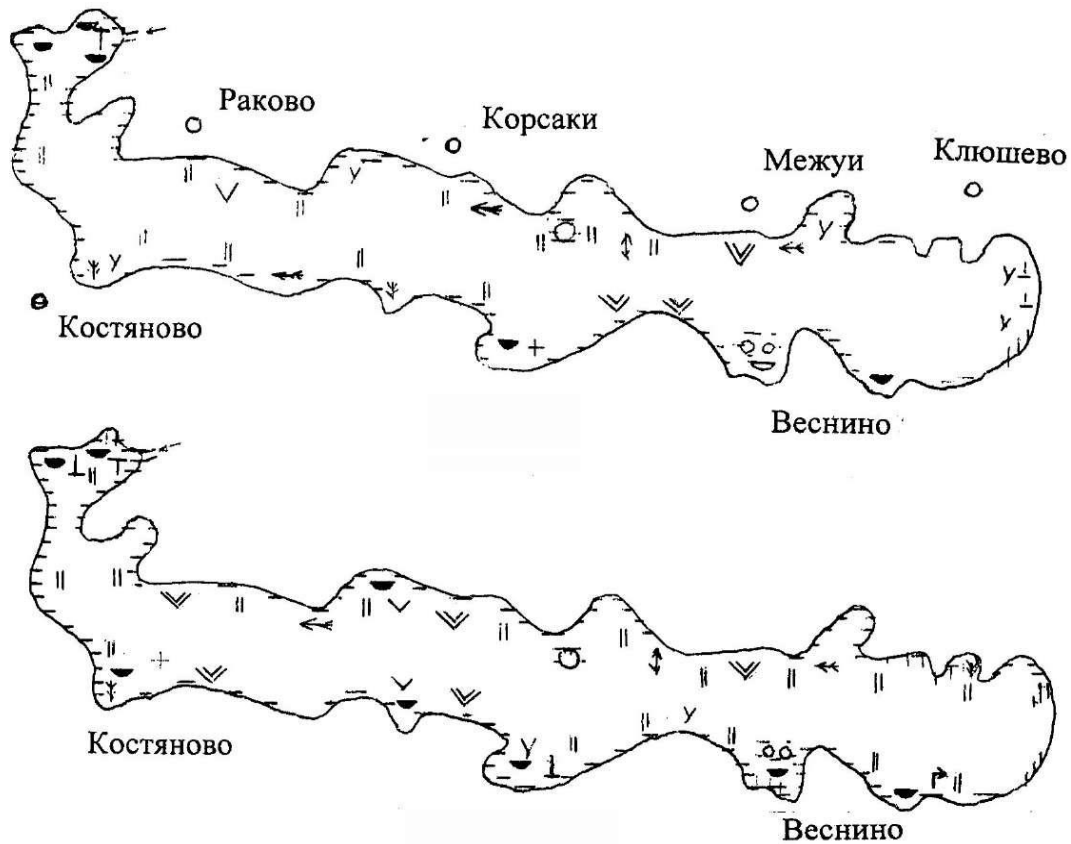 Раково
Корсаки
Межуи
Клюшево
Костяново
Веснино
Костяново
Веснино